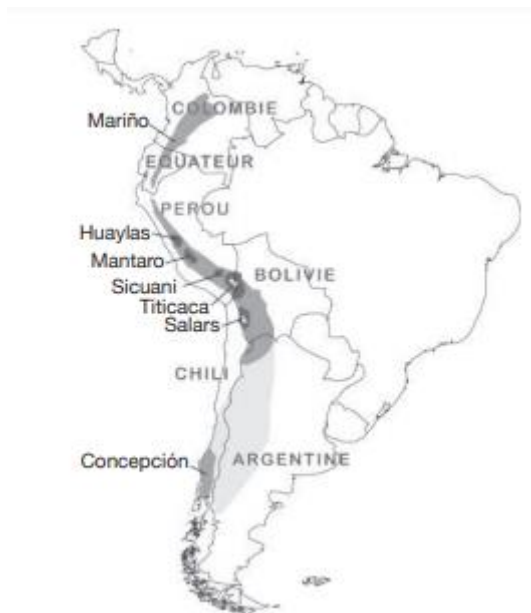 COLOMBIE
Mariño
EQUATEUR
PEROU
Huaylas
Mantaro
BOLIVIE
Sicuani
Titicaca
Salars
CHILI
Concepción
ARGENTINE